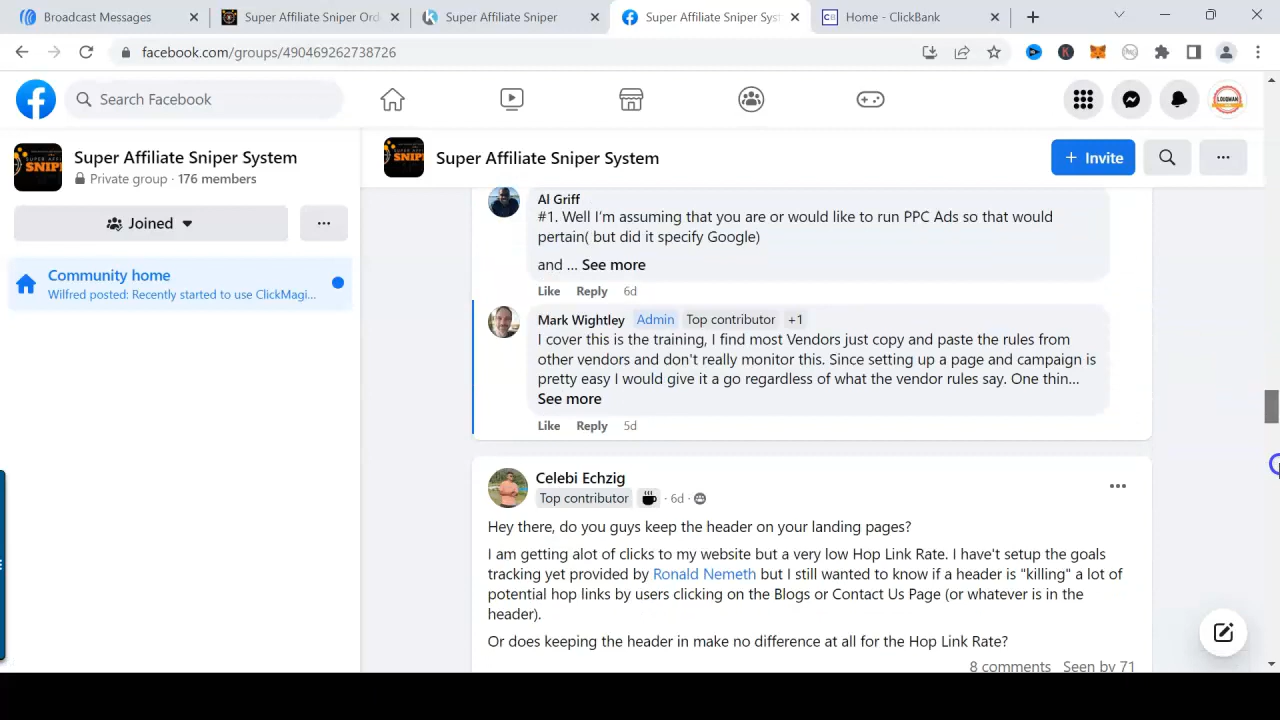 Broadcast Messages
Super Affiliate Sniper Ord
Super Affiliate Sniper
Super Affiliate Sniper Sys
Home - ClickBank
facebook.com/groups/490469262738726
Search Facebook
Super Affiliate Sniper System
Private group · 176 members
Joined
Community home
Wilfred posted: Recently started to use ClickMagi...
Super Affiliate Sniper System
+ Invite
Al Griff
#1. Well I'm assuming that you are or would like to run PPC Ads so that would
pertain( but did it specify Google)
and ... See more
Like Reply 6d
Mark Wightley Admin Top contributor +1
I cover this is the training, I find most Vendors just copy and paste the rules from
other vendors and don't really monitor this. Since setting up a page and campaign is
pretty easy I would give it a go regardless of what the vendor rules say. One thin...
See more
Like Reply 5d
Celebi Echzig
Top contributor · 6d ·
Hey there, do you guys keep the header on your landing pages?
I am getting alot of clicks to my website but a very low Hop Link Rate. I hav't setup the goals
tracking yet provided by Ronald Nemeth but I still wanted to know if a header is "killing" a lot of
potential hop links by users clicking on the Blogs or Contact Us Page (or whatever is in the
header).
Or does keeping the header in make no difference at all for the Hop Link Rate?
8 comments Seen by 71